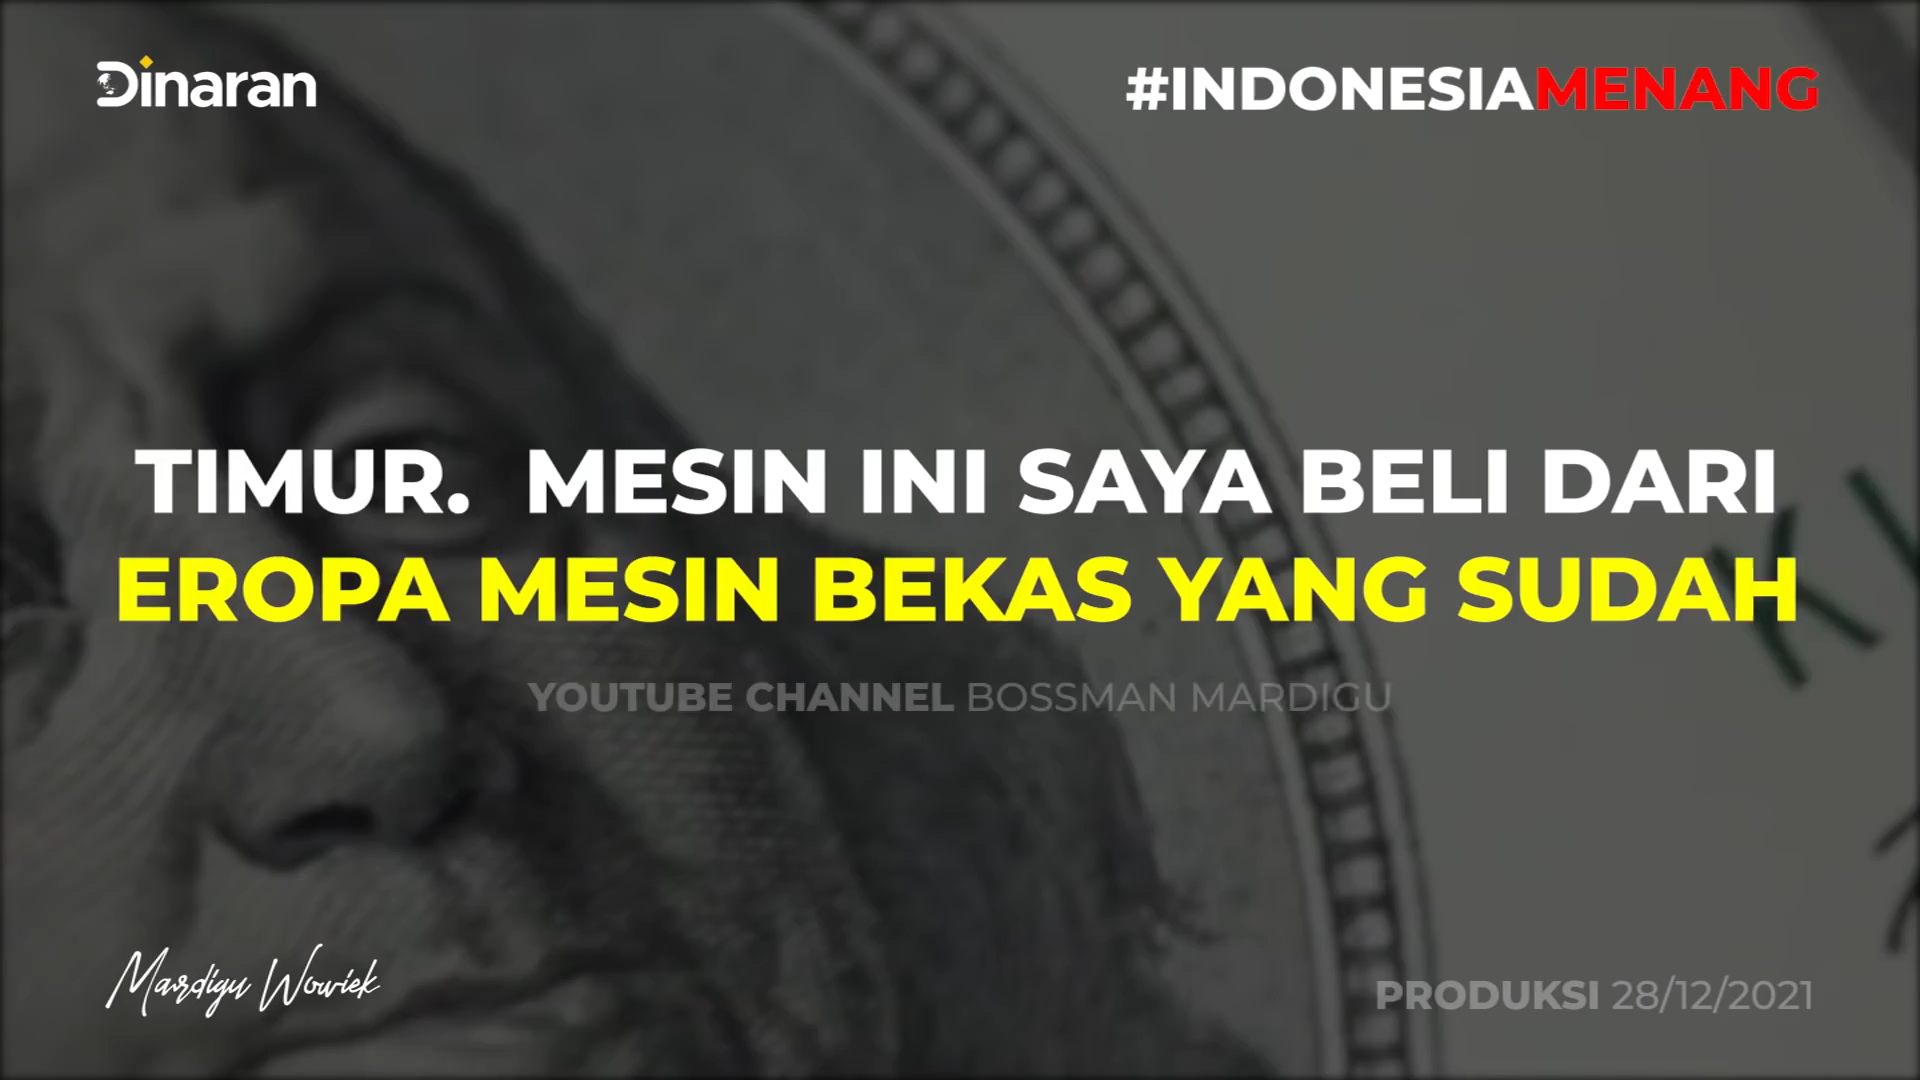 Dinaran
#INDONESIAMENANG
TIMUR.  MESIN INI SAYA BELI DARI
EROPA MESIN BEKAS YANG SUDAH
YOUTUBE CHANNEL BOSSMAN MARDIGU
Mardigu Wowiek
PRODUKSI 28/12/2021